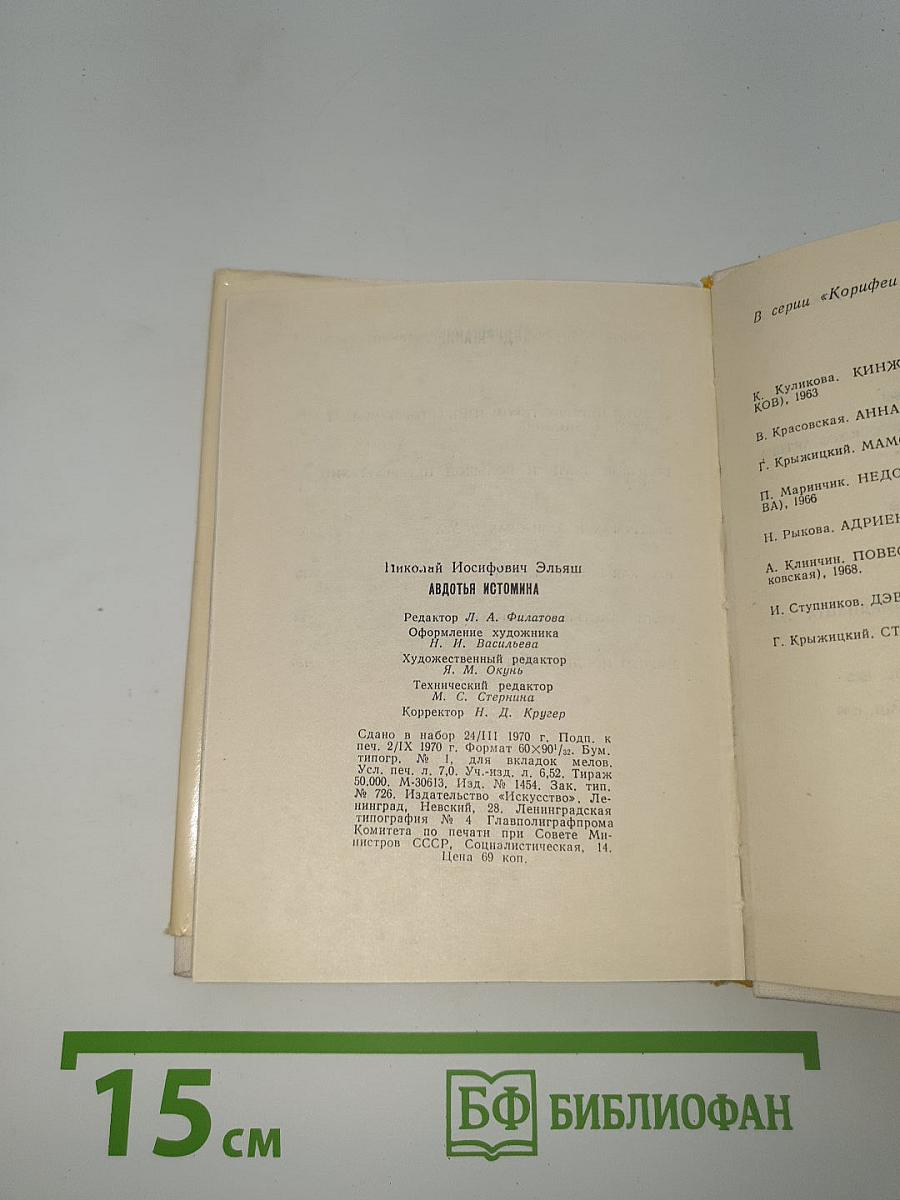 Николай Иосифович Эльяш
АВДОТЬЯ ИСТОМИНА
Редактор Л. А. Филатова
Оформление художника
Н. И. Васильева
Художественный редактор
Я. М. Окунь
Технический редактор
М. С. Стернина
Корректор Н. Д. Кругер
Сдано в набор 24/III 1970 г. Подп. к
печ. 2/IX 1970 г. Формат 60×90¹/₃₂. Бум.
типогр. № 1, для вкладок мелов.
Усл. печ. л. 7,0. Уч.-изд. л. 6,52. Тираж
50.000. М-30613. Изд. № 1454. Зак. тип.
№ 726. Издательство «Искусство». Ле-
нинград, Невский, 28. Ленинградская
типография № 4 Главполиграфпрома
Комитета по печати при Совете Ми-
нистров СССР, Социалистическая, 14.
Цена 69 коп.
В серии «Корифеи
К. Куликова. КИНЖ
КОВ), 1963
В. Красовская. АННА
Г. Крыжицкий. МАМО
П. Маринчик. НЕДО
ВА), 1966
Н. Рыкова. АДРИЕН
А. Клинчин. ПОВЕС
ковская), 1968.
И. Ступников. ДЭВ
Г. Крыжицкий. СТ
15 см
БФ БИБЛИОФАН